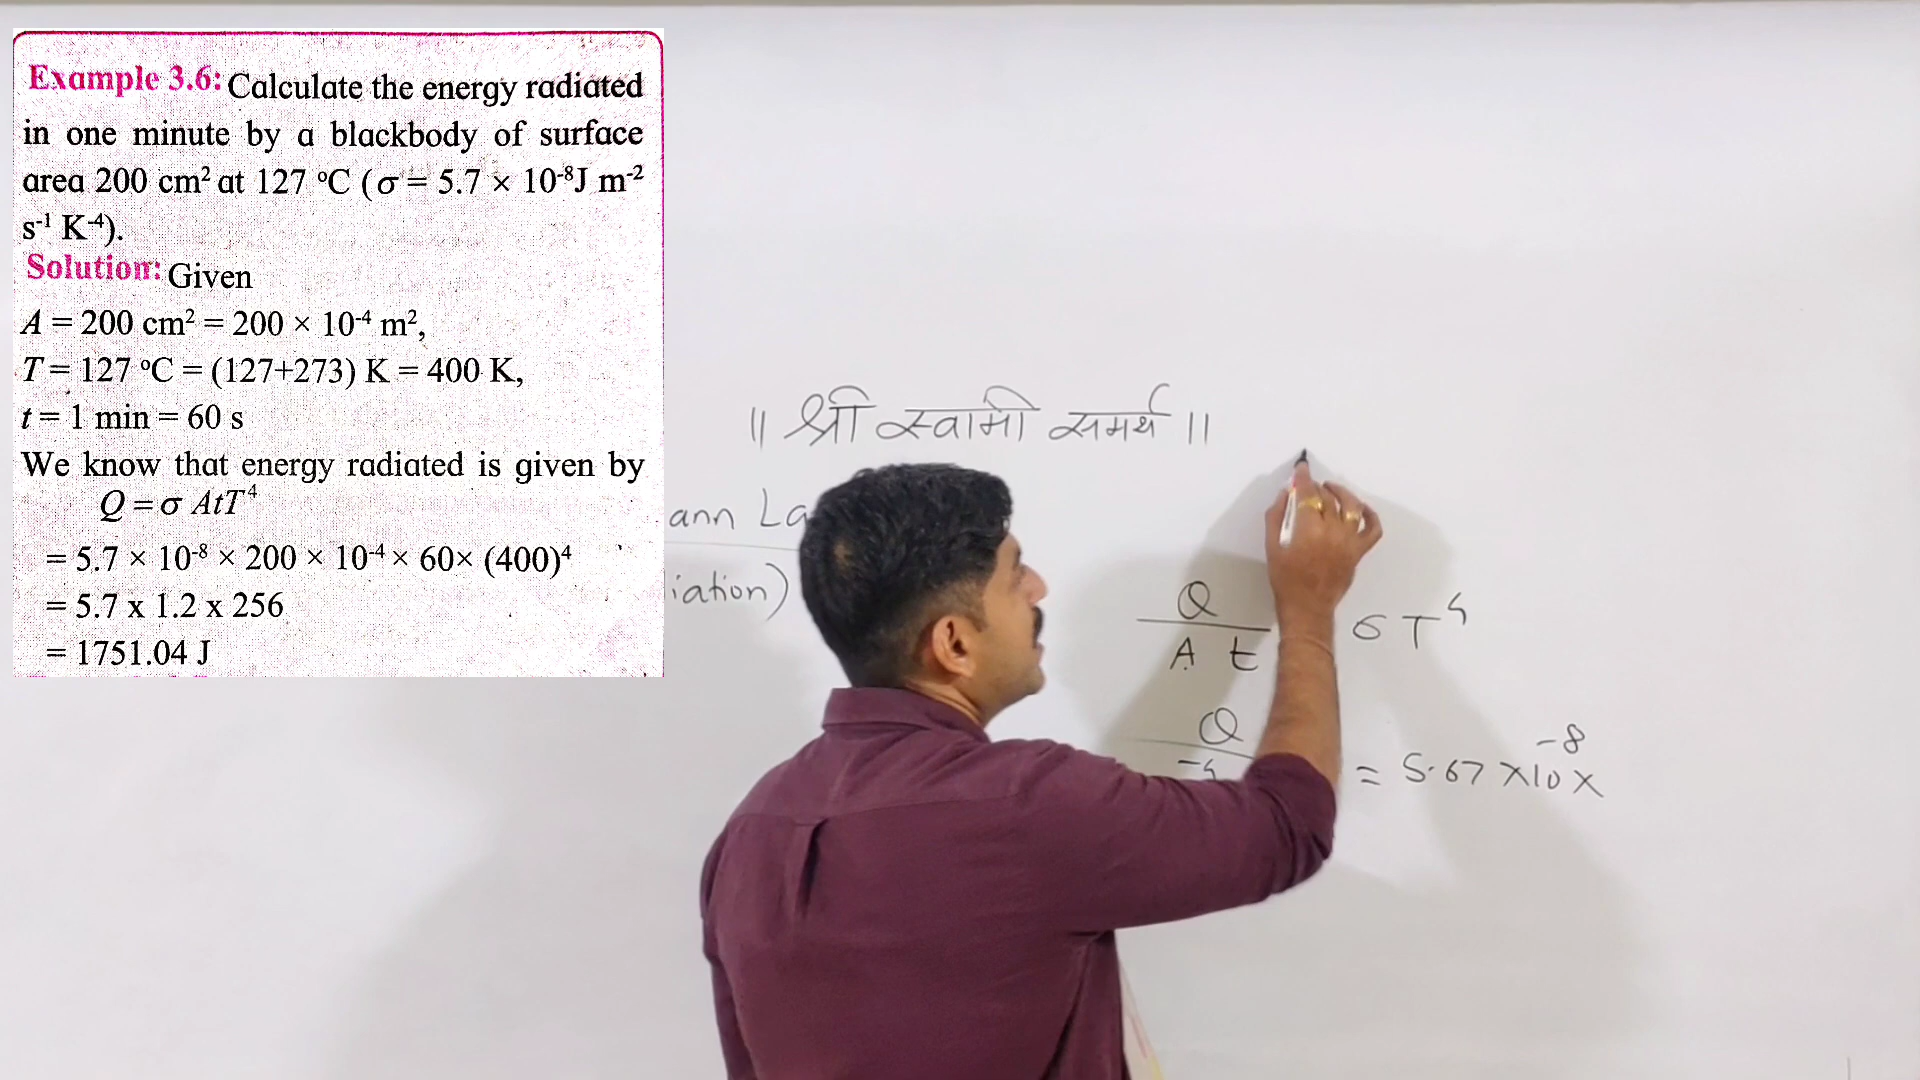 Example 3.6: Calculate the energy radiated
in one minute by a blackbody of surface
area 200 cm² at 127 °C (σ = 5.7 × 10⁻⁸J m⁻²
s⁻¹ K⁻⁴).
Solution: Given
A = 200 cm² = 200 × 10⁻⁴ m²,
T = 127 °C = (127+273) K = 400 K,
t = 1 min = 60 s
We know that energy radiated is given by
Q = σ AtT⁴
= 5.7 × 10⁻⁸ × 200 × 10⁻⁴ × 60× (400)⁴
= 5.7 x 1.2 x 256
= 1751.04 J
|| श्री स्वामी समर्थ ||
ann La
iation)
Q
A t
σ T⁴
Q
= 5.67 ×10⁻⁸ ×